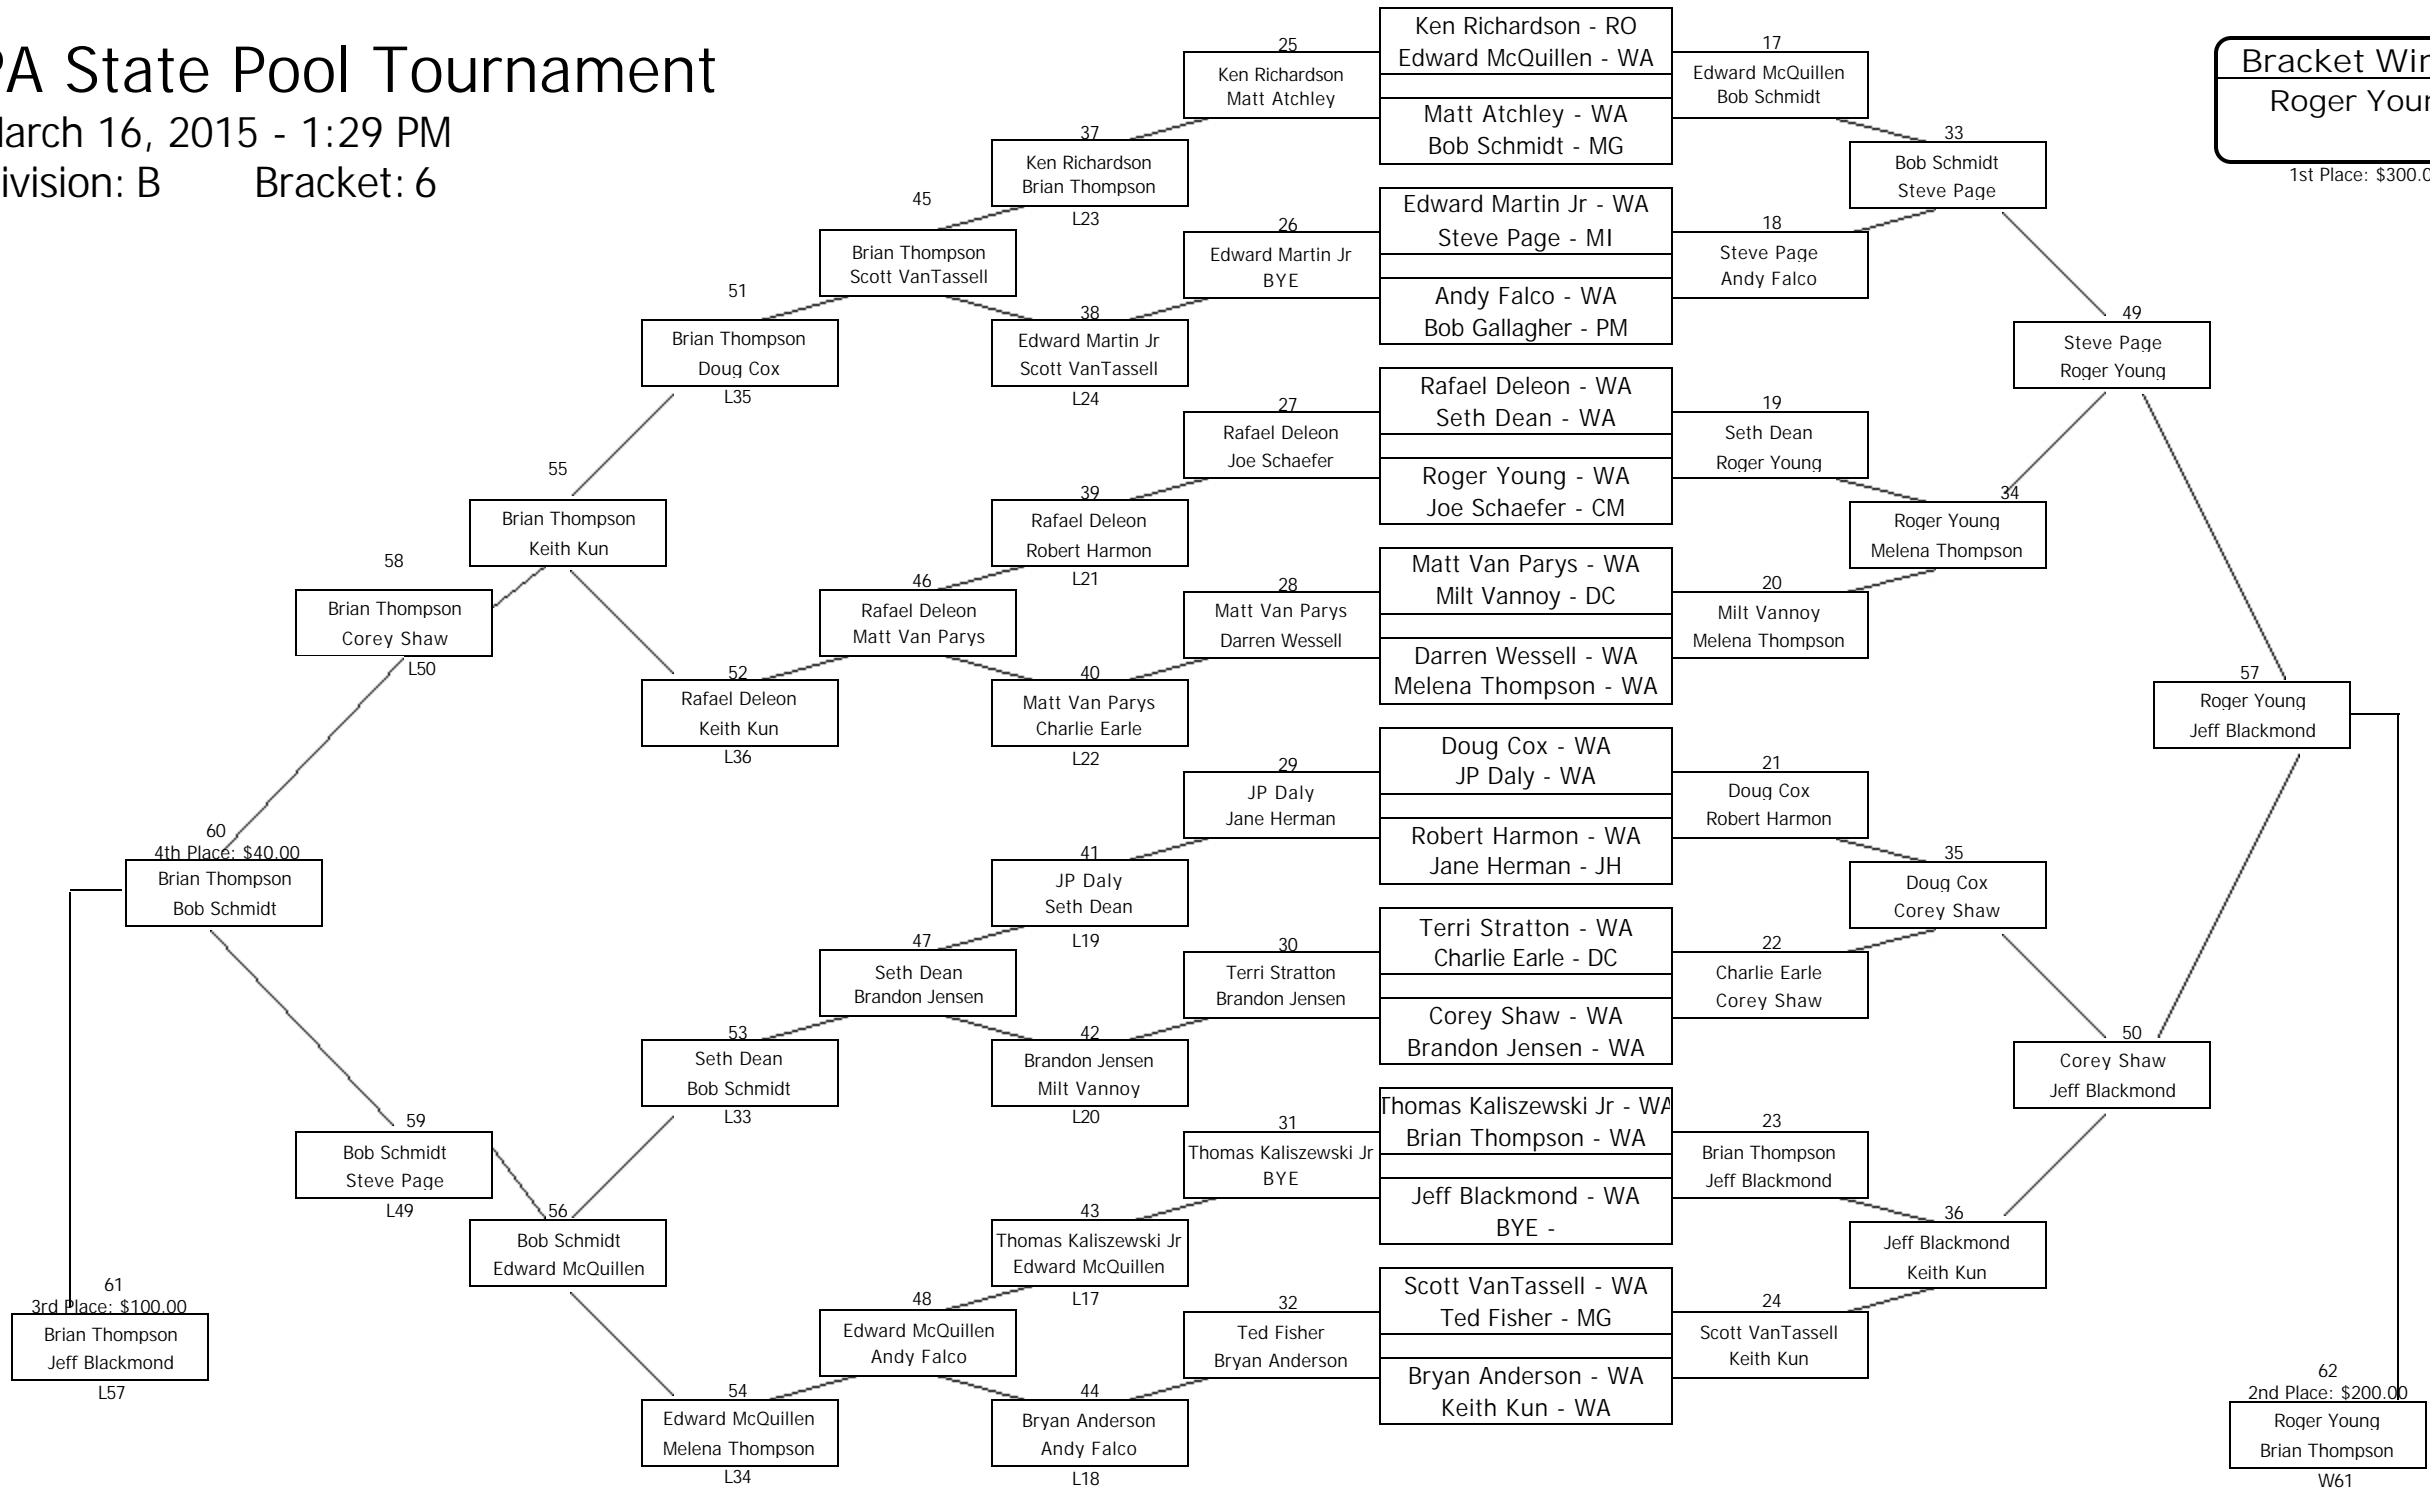 PA State Pool Tournament
March 16, 2015 - 1:29 PM
ivision: B Bracket: 6
Bracket Win
Roger Youn
1st Place: $300.0
Ken Richardson - RO
Edward McQuillen - WA
Matt Atchley - WA
Bob Schmidt - MG
Edward Martin Jr - WA
Steve Page - MI
Andy Falco - WA
Bob Gallagher - PM
Rafael Deleon - WA
Seth Dean - WA
Roger Young - WA
Joe Schaefer - CM
Matt Van Parys - WA
Milt Vannoy - DC
Darren Wessell - WA
Melena Thompson - WA
Doug Cox - WA
JP Daly - WA
Robert Harmon - WA
Jane Herman - JH
Terri Stratton - WA
Charlie Earle - DC
Corey Shaw - WA
Brandon Jensen - WA
Thomas Kaliszewski Jr - WA
Brian Thompson - WA
Jeff Blackmond - WA
BYE -
Scott VanTassell - WA
Ted Fisher - MG
Bryan Anderson - WA
Keith Kun - WA
17
Edward McQuillen
Bob Schmidt
18
Steve Page
Andy Falco
19
Seth Dean
Roger Young
20
Milt Vannoy
Melena Thompson
21
Doug Cox
Robert Harmon
22
Charlie Earle
Corey Shaw
23
Brian Thompson
Jeff Blackmond
24
Scott VanTassell
Keith Kun
25
Ken Richardson
Matt Atchley
26
Edward Martin Jr
BYE
27
Rafael Deleon
Joe Schaefer
28
Matt Van Parys
Darren Wessell
29
JP Daly
Jane Herman
30
Terri Stratton
Brandon Jensen
31
Thomas Kaliszewski Jr
BYE
32
Ted Fisher
Bryan Anderson
33
Bob Schmidt
Steve Page
34
Roger Young
Melena Thompson
35
Doug Cox
Corey Shaw
36
Jeff Blackmond
Keith Kun
37
Ken Richardson
Brian Thompson
L23
38
Edward Martin Jr
Scott VanTassell
L24
39
Rafael Deleon
Robert Harmon
L21
40
Matt Van Parys
Charlie Earle
L22
41
JP Daly
Seth Dean
L19
42
Brandon Jensen
Milt Vannoy
L20
43
Thomas Kaliszewski Jr
Edward McQuillen
L17
44
Bryan Anderson
Andy Falco
L18
45
Brian Thompson
Scott VanTassell
46
Rafael Deleon
Matt Van Parys
47
Seth Dean
Brandon Jensen
48
Edward McQuillen
Andy Falco
49
Steve Page
Roger Young
50
Corey Shaw
Jeff Blackmond
51
Brian Thompson
Doug Cox
L35
52
Rafael Deleon
Keith Kun
L36
53
Seth Dean
Bob Schmidt
L33
54
Edward McQuillen
Melena Thompson
L34
55
Brian Thompson
Keith Kun
56
Bob Schmidt
Edward McQuillen
57
Roger Young
Jeff Blackmond
58
Brian Thompson
Corey Shaw
L50
59
Bob Schmidt
Steve Page
L49
60
4th Place: $40.00
Brian Thompson
Bob Schmidt
61
3rd Place: $100.00
Brian Thompson
Jeff Blackmond
L57
62
2nd Place: $200.00
Roger Young
Brian Thompson
W61